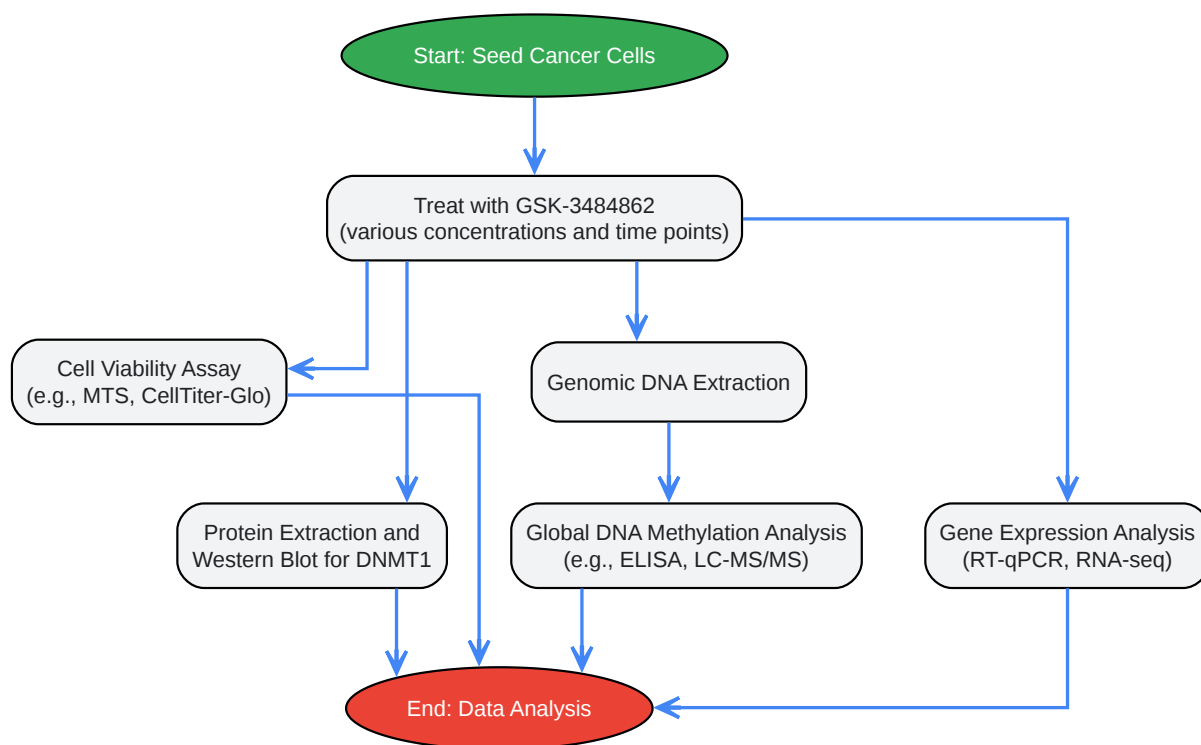 Start: Seed Cancer Cells
Treat with GSK-3484862
(various concentrations and time points)
Cell Viability Assay
(e.g., MTS, CellTiter-Glo)
Genomic DNA Extraction
Protein Extraction and
Western Blot for DNMT1
Global DNA Methylation Analysis
(e.g., ELISA, LC-MS/MS)
Gene Expression Analysis
(RT-qPCR, RNA-seq)
End: Data Analysis